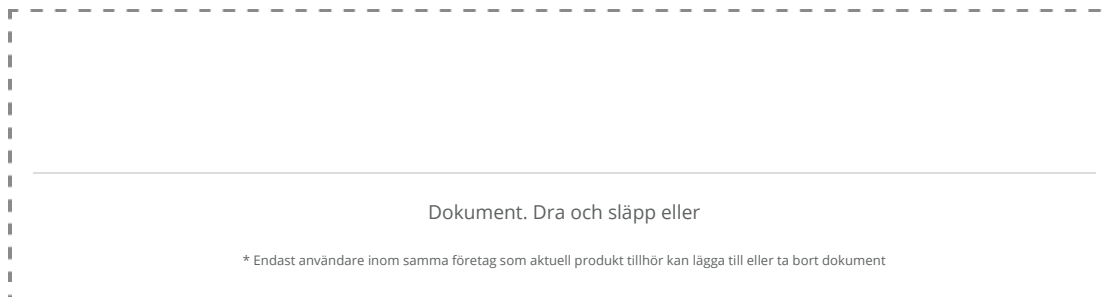 Dokument. Dra och släpp eller
* Endast användare inom samma företag som aktuell produkt tillhör kan lägga till eller ta bort dokument